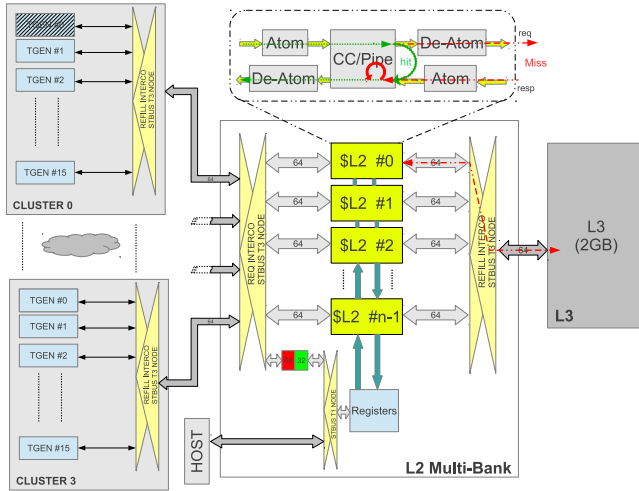 TGEN #0
TGEN #1
TGEN #2
TGEN #15
REFILL INTERCO
STBUS T3 NODE
CLUSTER 0
64
TGEN #0
TGEN #1
TGEN #2
TGEN #15
REFILL INTERCO
STBUS T3 NODE
CLUSTER 3
64
Atom
CC/Pipe
De-Atom
req
hit
Miss
De-Atom
Atom
resp
REQ INTERCO
STBUS T3 NODE
64
$L2 #0
64
64
$L2 #1
64
64
$L2 #2
64
64
$L2 #n-1
64
REFILL INTERCO
STBUS T3 NODE
64
L3
(2GB)
L3
64
32
STBUS T1 NODE
Registers
HOST
L2 Multi-Bank